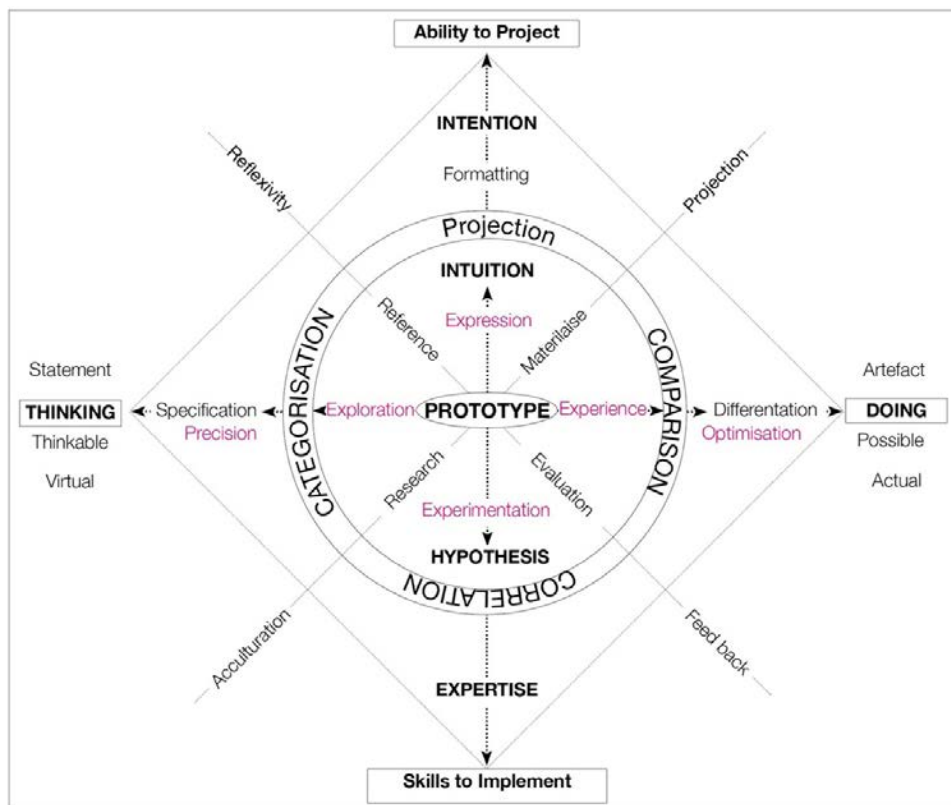 Ability to Project
INTENTION
Reflexivity
Projection
Formatting
Projection
INTUITION
Reference
Expression
Materilaise
CATEGORISATION
COMPARISON
Statement
Artefact
THINKING
Specification
Exploration
PROTOTYPE
Experience
Differentation
DOING
Precision
Optimisation
Thinkable
Possible
Virtual
Actual
Research
Evaluation
Experimentation
HYPOTHESIS
CORRELATION
Acculturation
Feed back
EXPERTISE
Skills to Implement